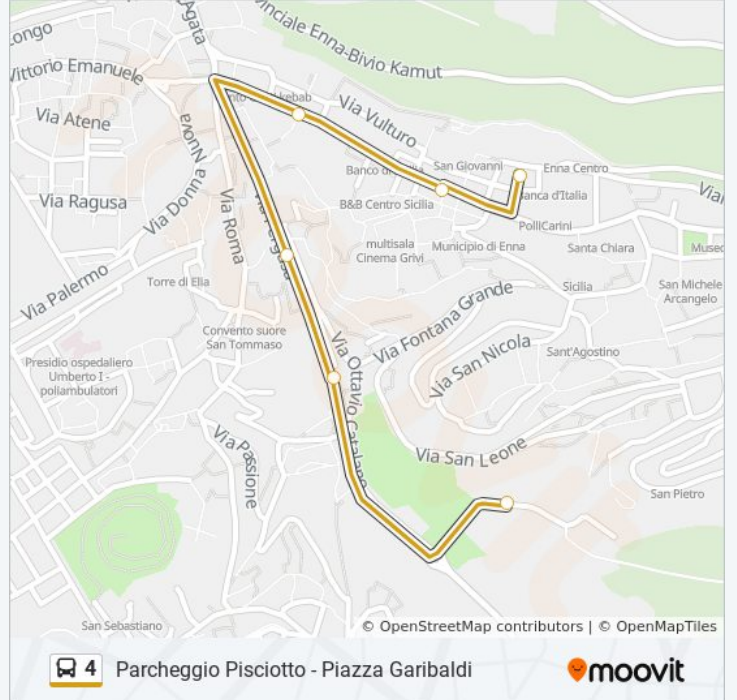 Agata
nciale Enna-Bivio Kamut
ongo
Vittorio Emanuele
kebab
Via Vulturo
Via Atene
Nuova
San Giovanni
Enna Centro
Banco di
Banca d'Italia
Via Donn
Via Ragusa
B&B Centro Sicilia
PolliCarini
Via Roma
multisala
Cinema Grivi
Municipio di Enna
Santa Chiara
Museo
Torre di Elia
Sicilia
San Michele
Arcangelo
Via Palermo
Via Fontana Grande
Convento suore
San Tommaso
Via San Nicola
Sant'Agostino
Presidio ospedaliero
Umberto I -
poliambulatori
Via Ottavio Catalano
Via Passione
Via San Leone
San Pietro
San Sebastiano
© OpenStreetMap contributors | © OpenMapTiles
4 Parcheggio Pisciotto - Piazza Garibaldi
moovit